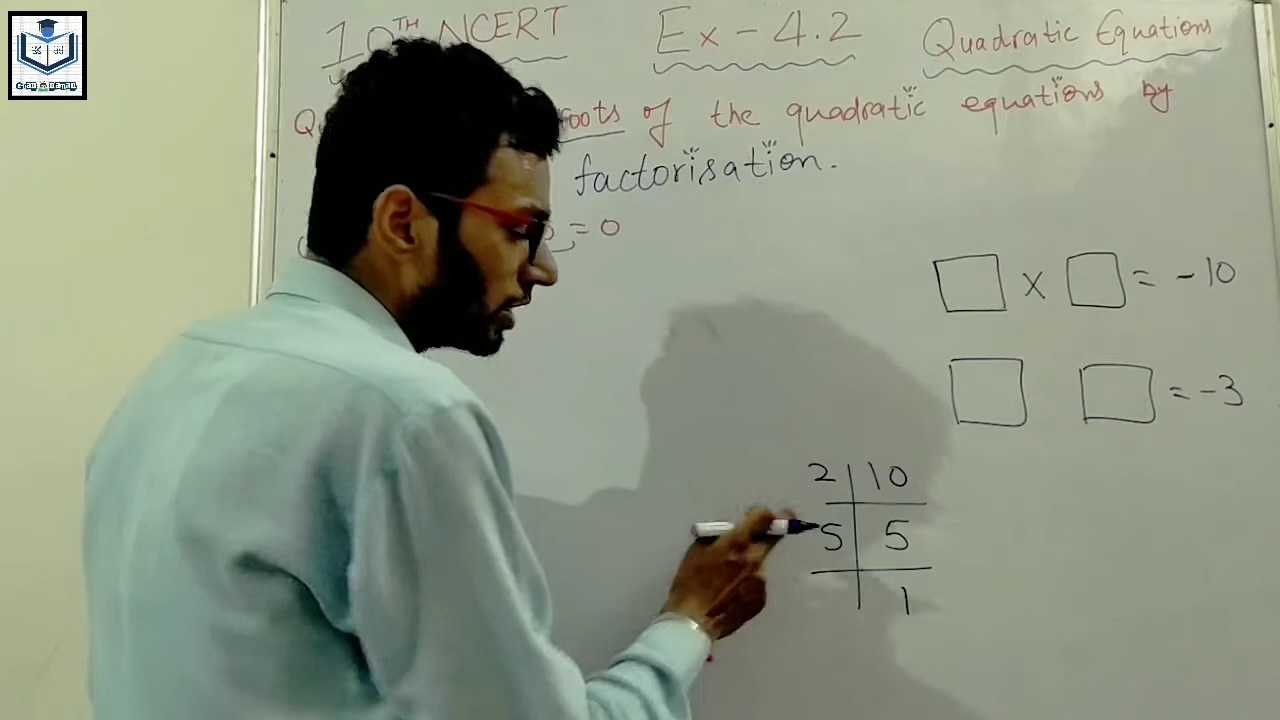 10TH NCERT Ex-4.2 Quadratic Equations
roots of the quadratic equations by
factorisation.
= 0
□ x □ = -10
□ □ = -3
2 | 10
5 | 5
1